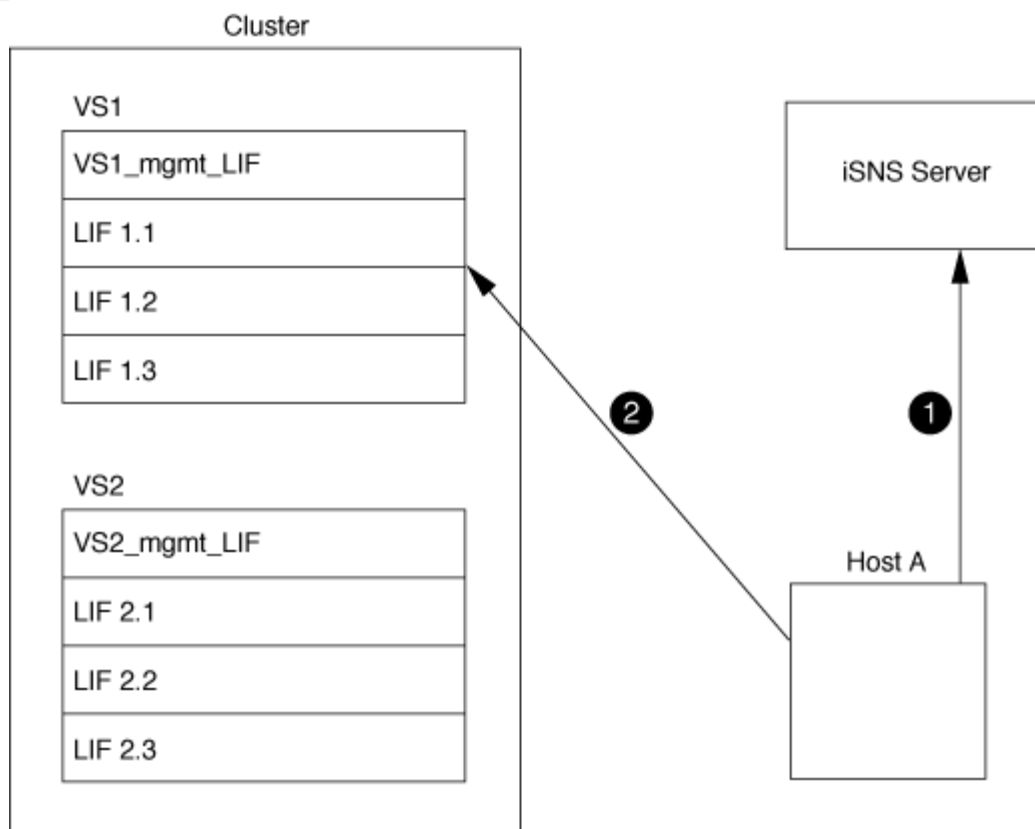 Cluster
VS1
VS1_mgmt_LIF
LIF 1.1
LIF 1.2
LIF 1.3
VS2
VS2_mgmt_LIF
LIF 2.1
LIF 2.2
LIF 2.3
iSNS Server
2
1
Host A